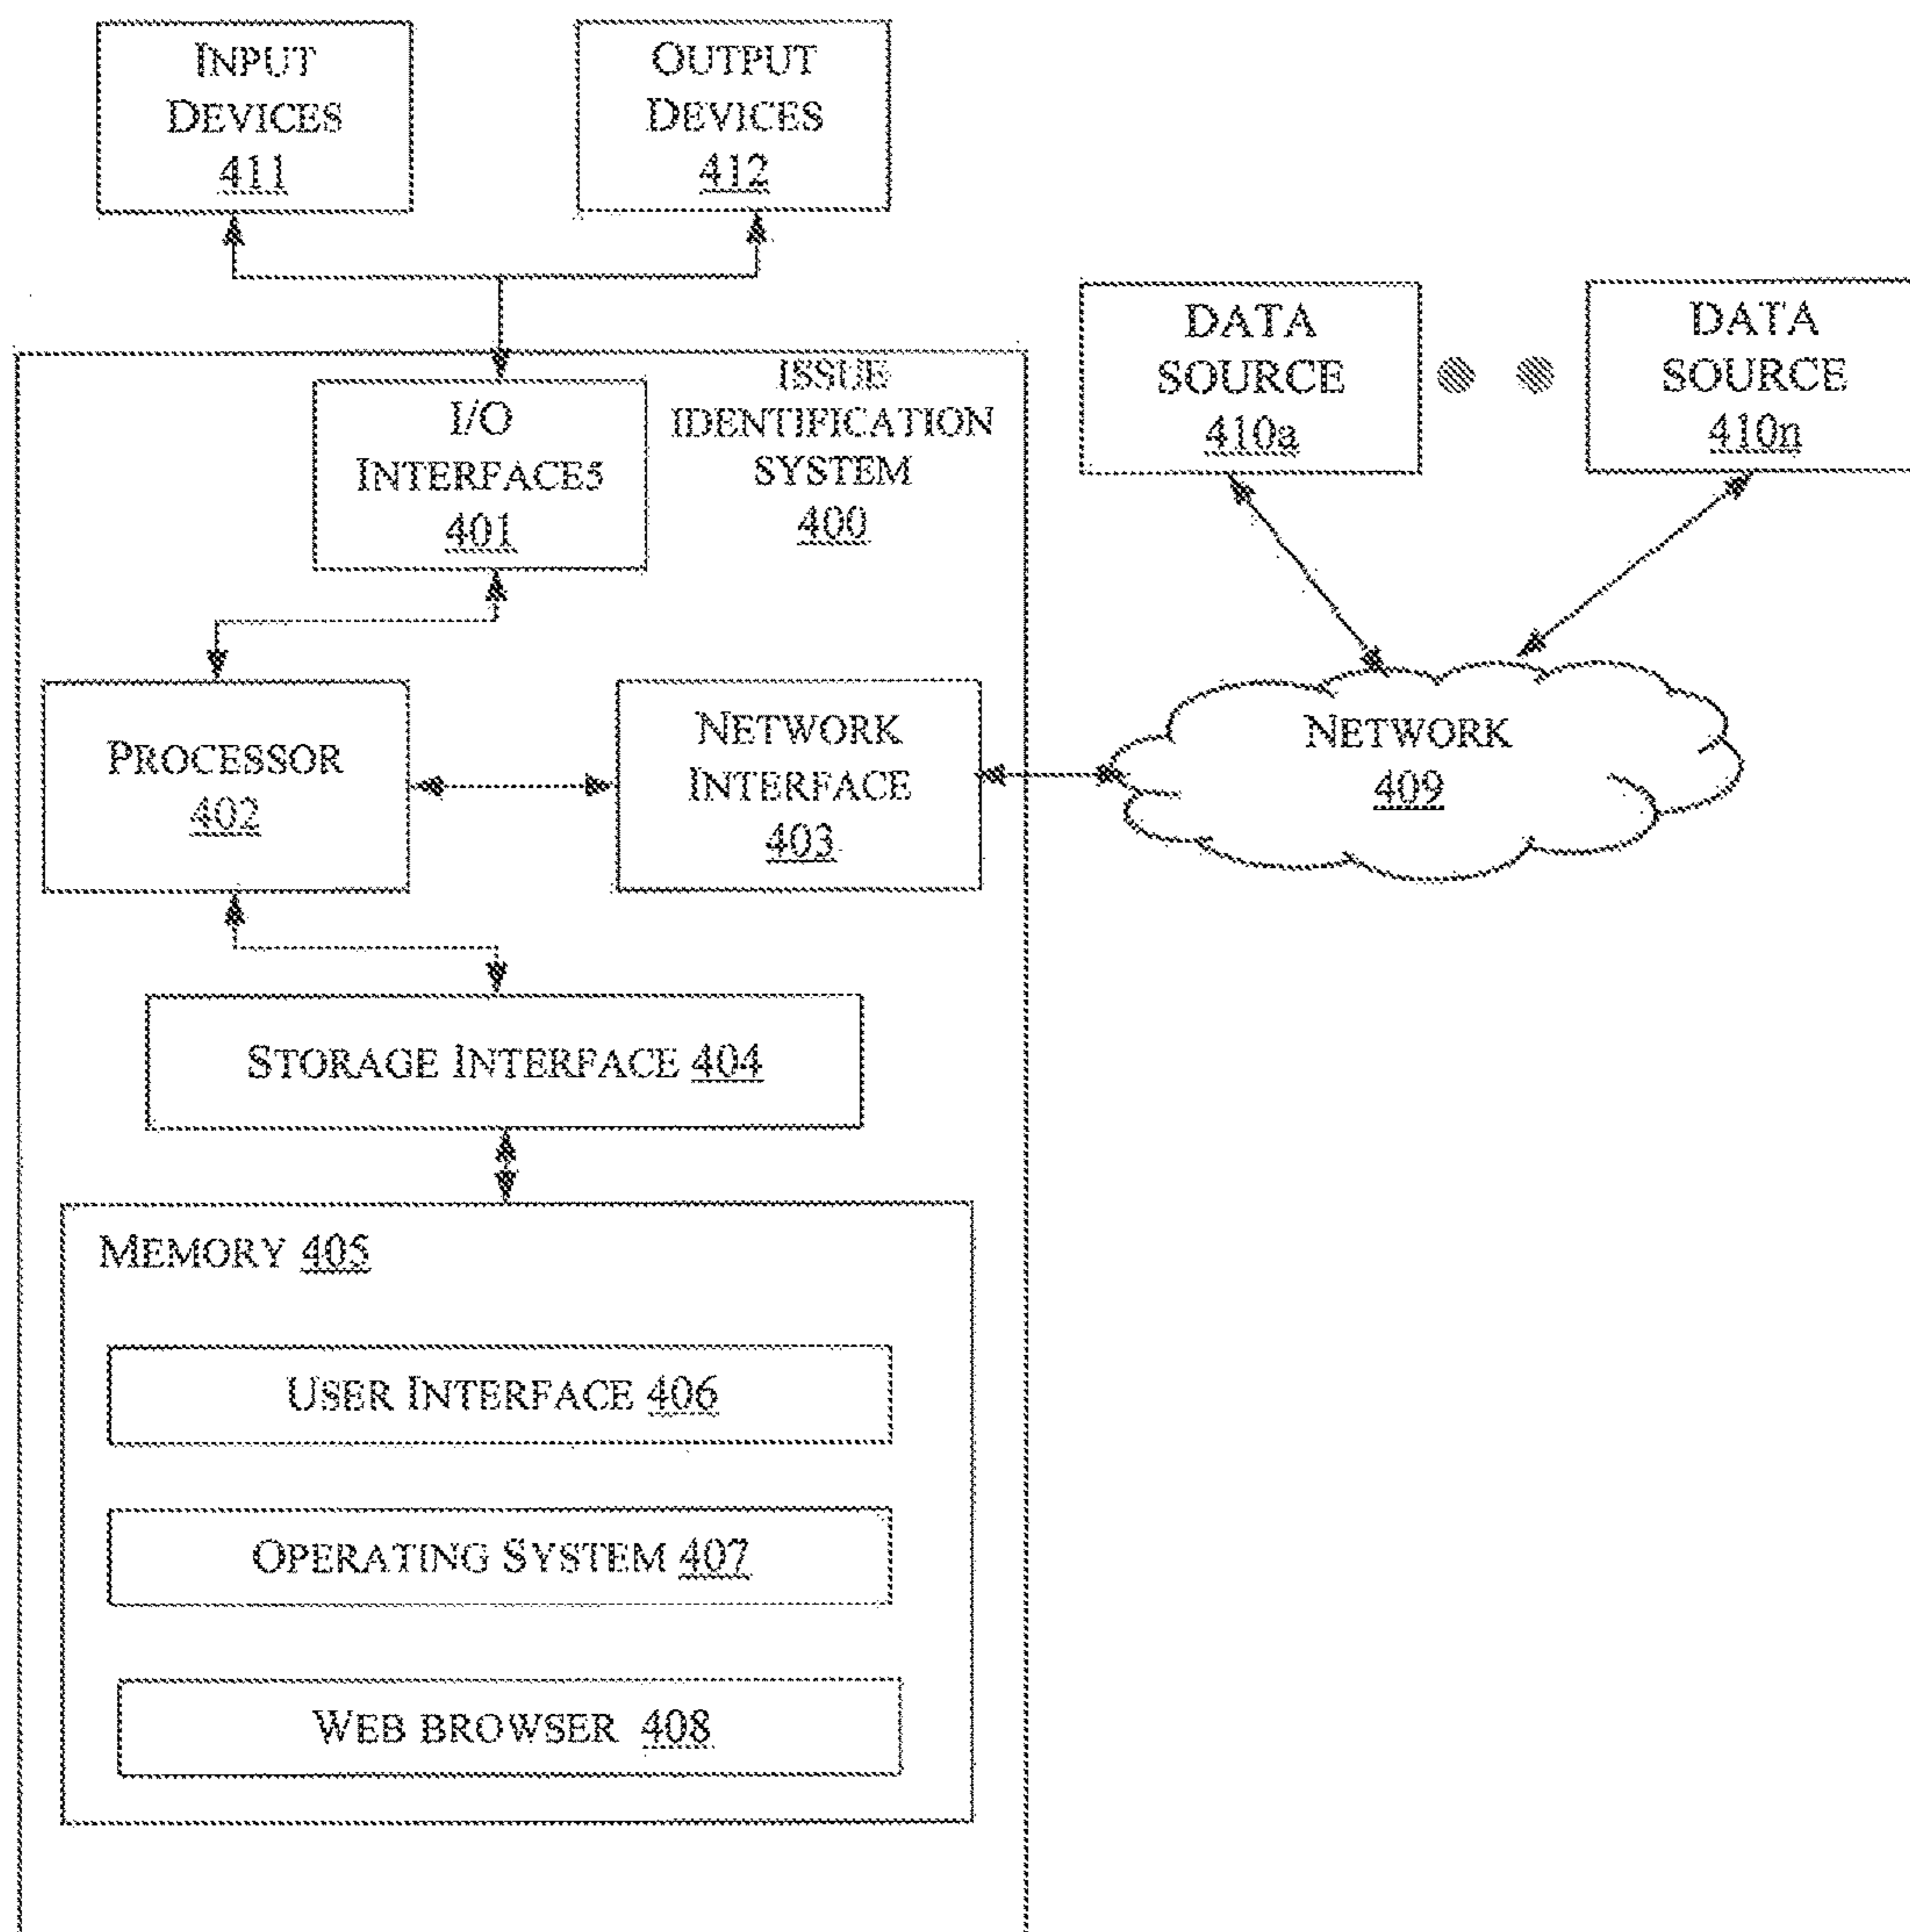 INPUT
DEVICES
411
OUTPUT
DEVICES
412
I/O
INTERFACE5
401
ISSUE
IDENTIFICATION
SYSTEM
400
DATA
SOURCE
410a
DATA
SOURCE
410n
PROCESSOR
402
NETWORK
INTERFACE
403
NETWORK
409
STORAGE INTERFACE 404
MEMORY 405
USER INTERFACE 406
OPERATING SYSTEM 407
WEB BROWSER 408